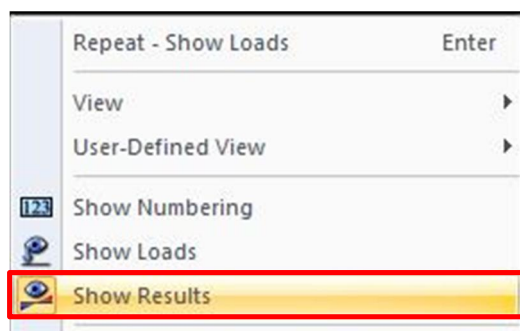 Repeat - Show Loads Enter
View
User-Defined View
123 Show Numbering
Show Loads
Show Results